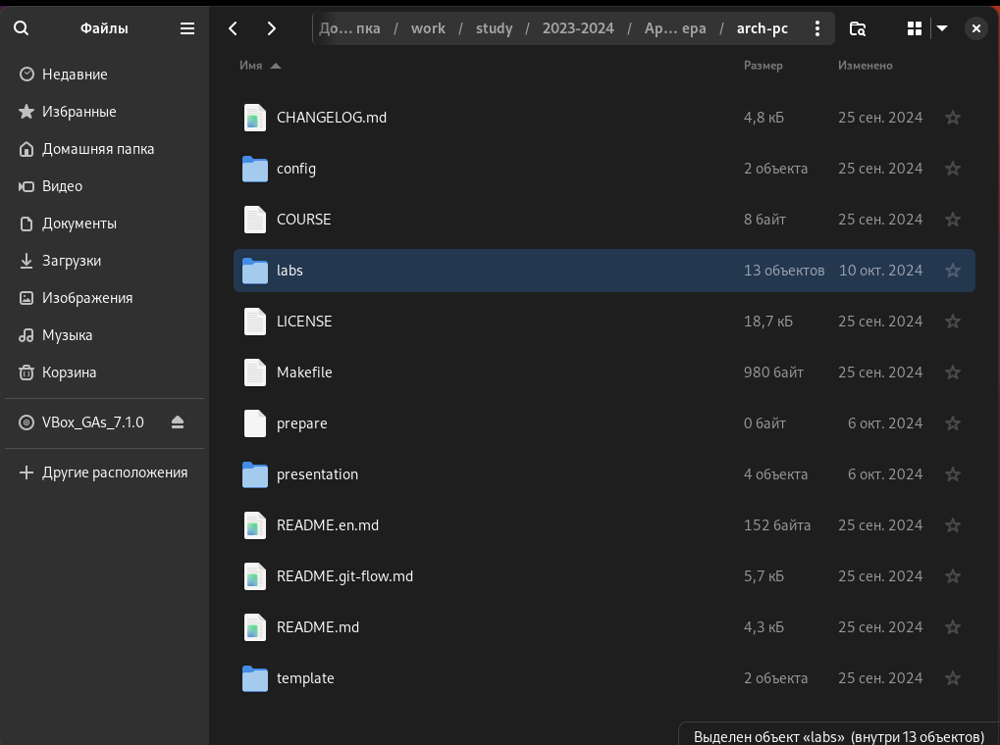 Файлы
До… пка / work / study / 2023-2024 / Ар… ера / arch-pc
Недавние
Избранные
Домашняя папка
Видео
Документы
Загрузки
Изображения
Музыка
Корзина
VBox_GAs_7.1.0
Другие расположения
Имя Размер Изменено
CHANGELOG.md 4,8 кБ 25 сен. 2024
config 2 объекта 25 сен. 2024
COURSE 8 байт 25 сен. 2024
labs 13 объектов 10 окт. 2024
LICENSE 18,7 кБ 25 сен. 2024
Makefile 980 байт 25 сен. 2024
prepare 0 байт 6 окт. 2024
presentation 4 объекта 6 окт. 2024
README.en.md 152 байта 25 сен. 2024
README.git-flow.md 5,7 кБ 25 сен. 2024
README.md 4,3 кБ 25 сен. 2024
template 2 объекта 25 сен. 2024
Выделен объект «labs» (внутри 13 объектов)